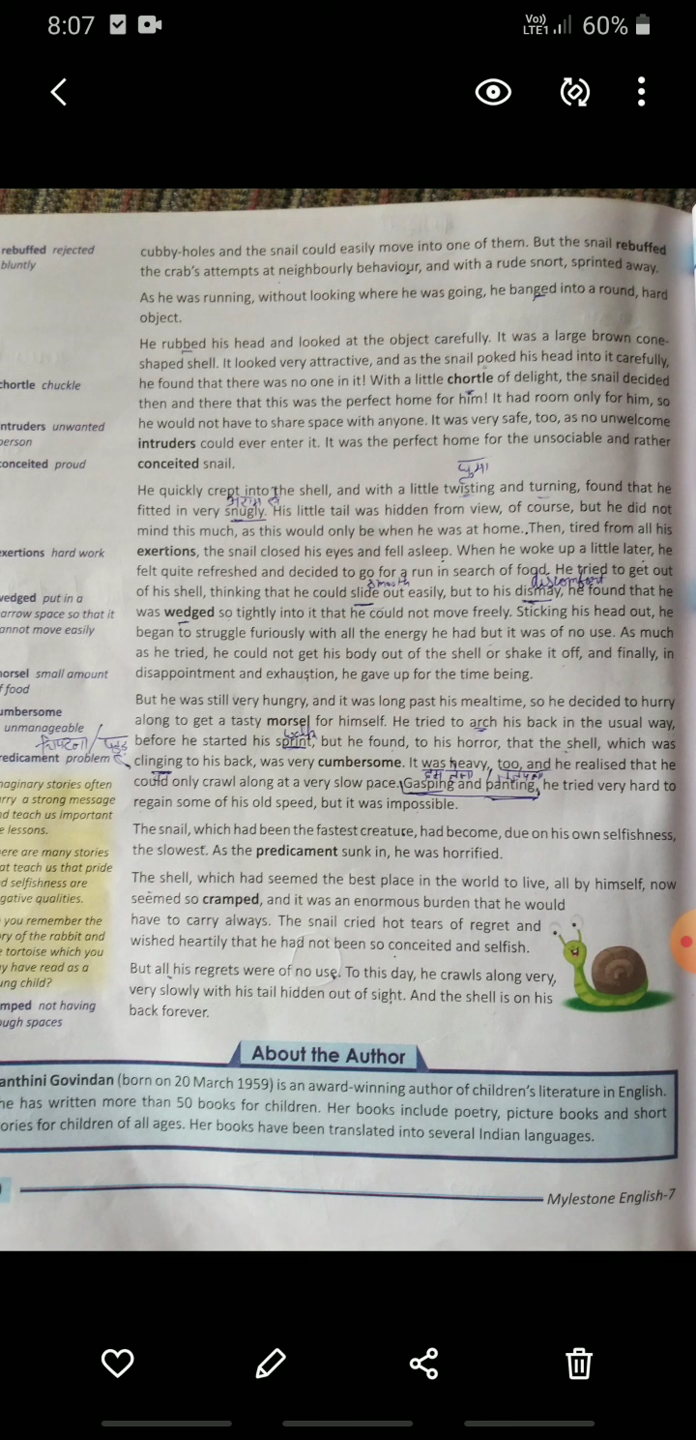 8:07
Vo)) LTE1 60%
rebuffed rejected
bluntly
chortle chuckle
ntruders unwanted
person
conceited proud
exertions hard work
wedged put in a
arrow space so that it
annot move easily
morsel small amount
f food
umbersome
unmanageable
redicament problem
naginary stories often
rry a strong message
nd teach us important
e lessons.
ere are many stories
at teach us that pride
d selfishness are
gative qualities.
you remember the
ry of the rabbit and
e tortoise which you
y have read as a
ung child?
mped not having
ough spaces
cubby-holes and the snail could easily move into one of them. But the snail rebuffed
the crab's attempts at neighbourly behaviour, and with a rude snort, sprinted away.
As he was running, without looking where he was going, he banged into a round, hard
object.
He rubbed his head and looked at the object carefully. It was a large brown cone-
shaped shell. It looked very attractive, and as the snail poked his head into it carefully,
he found that there was no one in it! With a little chortle of delight, the snail decided
then and there that this was the perfect home for him! It had room only for him, so
he would not have to share space with anyone. It was very safe, too, as no unwelcome
intruders could ever enter it. It was the perfect home for the unsociable and rather
conceited snail.
He quickly crept into the shell, and with a little twisting and turning, found that he
fitted in very snugly. His little tail was hidden from view, of course, but he did not
mind this much, as this would only be when he was at home. Then, tired from all his
exertions, the snail closed his eyes and fell asleep. When he woke up a little later, he
felt quite refreshed and decided to go for a run in search of food. He tried to get out
smooth discomfort
of his shell, thinking that he could slide out easily, but to his dismay, he found that he
was wedged so tightly into it that he could not move freely. Sticking his head out, he
began to struggle furiously with all the energy he had but it was of no use. As much
as he tried, he could not get his body out of the shell or shake it off, and finally, in
disappointment and exhaustion, he gave up for the time being.
But he was still very hungry, and it was long past his mealtime, so he decided to hurry
along to get a tasty morsel for himself. He tried to arch his back in the usual way,
before he started his sprint, but he found, to his horror, that the shell, which was
clinging to his back, was very cumbersome. It was heavy, too, and he realised that he
could only crawl along at a very slow pace. Gasping and panting, he tried very hard to
regain some of his old speed, but it was impossible.
The snail, which had been the fastest creature, had become, due on his own selfishness,
the slowest. As the predicament sunk in, he was horrified.
The shell, which had seemed the best place in the world to live, all by himself, now
seemed so cramped, and it was an enormous burden that he would
have to carry always. The snail cried hot tears of regret and
wished heartily that he had not been so conceited and selfish.
But all his regrets were of no use. To this day, he crawls along very,
very slowly with his tail hidden out of sight. And the shell is on his
back forever.
About the Author
anthini Govindan (born on 20 March 1959) is an award-winning author of children's literature in English.
he has written more than 50 books for children. Her books include poetry, picture books and short
ories for children of all ages. Her books have been translated into several Indian languages.
Mylestone English-7